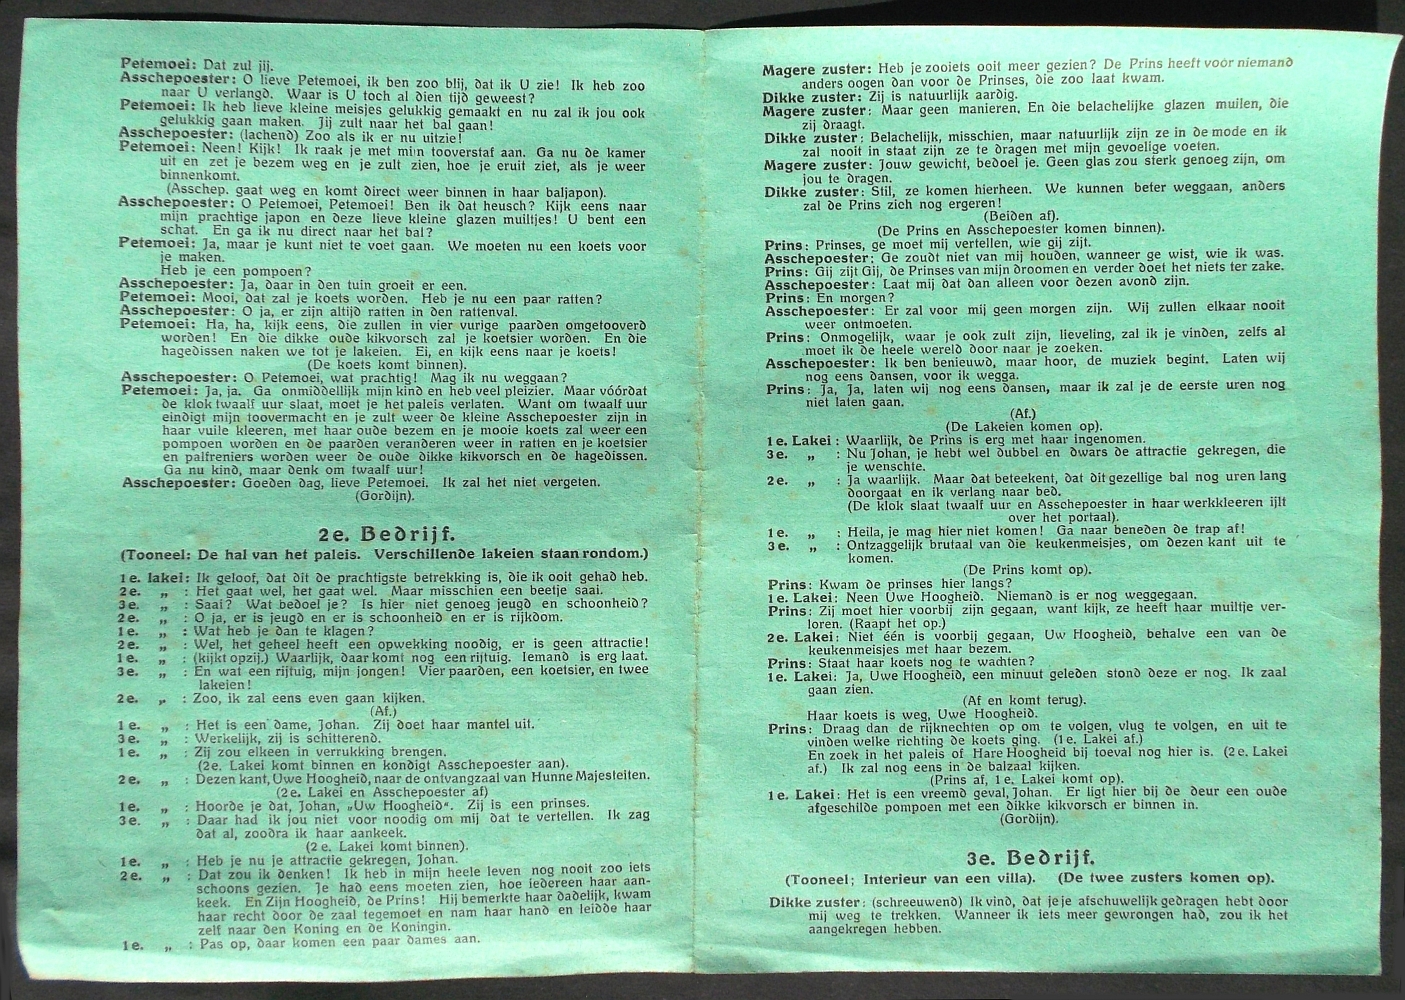 Petemoei: Dat zul jij.
Asschepoester: O lieve Petemoei, ik ben zoo blij, dat ik U zie! Ik heb zoo
naar U verlangd. Waar is U toch al dien tijd geweest?
Petemoei: Ik heb lieve kleine meisjes gelukkig gemaakt en nu zal ik jou ook
gelukkig gaan maken. Jij zult naar het bal gaan!
Asschepoester: (lachend) Zoo als ik er nu uitzie!
Petemoei: Neen! Kijk! Ik raak je met mijn tooverstaf aan. Ga nu de kamer
uit en zet je bezem weg en je zult zien, hoe je eruit ziet, als je weer
binnenkomt.
(Asschep. gaat weg en komt direct weer binnen in haar baljapon).
Asschepoester: O Petemoei, Petemoei! Ben ik dat heusch? Kijk eens naar
mijn prachtige japon en deze lieve kleine glazen muiltjes! U bent een
schat. En ga ik nu direct naar het bal?
Petemoei: Ja, maar je kunt niet te voet gaan. We moeten nu een koets voor
je maken.
Heb je een pompoen?
Asschepoester: Ja, daar in den tuin groeit er een.
Petemoei: Mooi, dat zal je koets worden. Heb je nu een paar ratten?
Asschepoester: O ja, er zijn altijd ratten in den rattenval.
Petemoei: Ha, ha, kijk eens, die zullen in vier vurige paarden omgetooverd
worden! En die dikke oude kikvorsch zal je koetsier worden. En die
hagedissen naken we tot je lakeien. Ei, en kijk eens naar je koets!
(De koets komt binnen).
Asschepoester: O Petemoei, wat prachtig! Mag ik nu weggaan?
Petemoei: Ja, ja. Ga onmiddellijk mijn kind en heb veel pleizier. Maar vóórdat
de klok twaalf uur slaat, moet je het paleis verlaten. Want om twaalf uur
eindigt mijn toovermacht en je zult weer de kleine Asschepoester zijn in
haar vuile kleeren, met haar oude bezem en je mooie koets zal weer een
pompoen worden en de paarden veranderen weer in ratten en je koetsier
en palfreniers worden weer de oude dikke kikvorsch en de hagedissen.
Ga nu kind, maar denk om twaalf uur!
Asschepoester: Goeden dag, lieve Petemoei. Ik zal het niet vergeten.
(Gordijn).
2e. Bedrijf.
(Tooneel: De hal van het paleis. Verschillende lakeien staan rondom.)
1e. lakei: Ik geloof, dat dit de prachtigste betrekking is, die ik ooit gehad heb.
2e. „ : Het gaat wel, het gaat wel. Maar misschien een beetje saai.
3e. „ : Saai? Wat bedoel je? Is hier niet genoeg jeugd en schoonheid?
2e. „ : O ja, er is jeugd en er is schoonheid en er is rijkdom.
1e. „ : Wat heb je dan te klagen?
2e. „ : Wel, het geheel heeft een opwekking noodig, er is geen attractie!
1e. „ : (kijkt opzij.) Waarlijk, daar komt nog een rijtuig. Iemand is erg laat.
3e. „ : En wat een rijtuig, mijn jongen! Vier paarden, een koetsier, en twee
lakeien!
2e. „ : Zoo, ik zal eens even gaan kijken.
(Af.)
1e. „ : Het is een dame, Johan. Zij doet haar mantel uit.
3e. „ : Werkelijk, zij is schitterend.
1e. „ : Zij zou elkeen in verrukking brengen.
(2e. Lakei komt binnen en kondigt Asschepoester aan).
2e. „ : Dezen kant, Uwe Hoogheid, naar de ontvangzaal van Hunne Majesteiten.
(2e. Lakei en Asschepoester af)
1e. „ : Hoorde je dat, Johan, „Uw Hoogheid“. Zij is een prinses.
3e. „ : Daar had ik jou niet voor noodig om mij dat te vertellen. Ik zag
dat al, zoodra ik haar aankeek.
(2e. Lakei komt binnen).
1e. „ : Heb je nu je attractie gekregen, Johan.
2e. „ : Dat zou ik denken! Ik heb in mijn heele leven nog nooit zoo iets
schoons gezien. Je had eens moeten zien, hoe iedereen haar aan-
keek. En Zijn Hoogheid, de Prins! Hij bemerkte haar dadelijk, kwam
haar recht door de zaal tegemoet en nam haar hand en leidde haar
zelf naar den Koning en de Koningin.
1e. „ : Pas op, daar komen een paar dames aan.
Magere zuster: Heb je zooiets ooit meer gezien? De Prins heeft voor niemand
anders oogen dan voor de Prinses, die zoo laat kwam.
Dikke zuster: Zij is natuurlijk aardig.
Magere zuster: Maar geen manieren. En die belachelijke glazen muilen, die
zij draagt.
Dikke zuster: Belachelijk, misschien, maar natuurlijk zijn ze in de mode en ik
zal nooit in staat zijn ze te dragen met mijn gevoelige voeten.
Magere zuster: Jouw gewicht, bedoel je. Geen glas zou sterk genoeg zijn, om
jou te dragen.
Dikke zuster: Stil, ze komen hierheen. We kunnen beter weggaan, anders
zal de Prins zich nog ergeren!
(Beiden af).
(De Prins en Asschepoester komen binnen).
Prins: Prinses, ge moet mij vertellen, wie gij zijt.
Asschepoester: Ge zoudt niet van mij houden, wanneer ge wist, wie ik was.
Prins: Gij zijt Gij, de Prinses van mijn droomen en verder doet het niets ter zake.
Asschepoester: Laat mij dat dan alleen voor dezen avond zijn.
Prins: En morgen?
Asschepoester: Er zal voor mij geen morgen zijn. Wij zullen elkaar nooit
weer ontmoeten.
Prins: Onmogelijk, waar je ook zult zijn, lieveling, zal ik je vinden, zelfs al
moet ik de heele wereld door naar je zoeken.
Asschepoester: Ik ben benieuwd, maar hoor, de muziek begint. Laten wij
nog eens dansen, voor ik wegga.
Prins: Ja, Ja, laten wij nog eens dansen, maar ik zal je de eerste uren nog
niet laten gaan.
(Af.)
(De Lakeien komen op).
1e. Lakei: Waarlijk, de Prins is erg met haar ingenomen.
3e. „ : Nu Johan, je hebt wel dubbel en dwars de attractie gekregen, die
je wenschte.
2e. „ : Ja waarlijk. Maar dat beteekent, dat dit gezellige bal nog uren lang
doorgaat en ik verlang naar bed.
(De klok slaat twaalf uur en Asschepoester in haar werkkleeren ijlt
over het portaal).
1e. „ : Heila, je mag hier niet komen! Ga naar beneden de trap af!
3e. „ : Ontzaggelijk brutaal van die keukenmeisjes, om dezen kant uit te
komen.
(De Prins komt op).
Prins: Kwam de prinses hier langs?
1e. Lakei: Neen Uwe Hoogheid. Niemand is er nog weggegaan.
Prins: Zij moet hier voorbij zijn gegaan, want kijk, ze heeft haar muiltje ver-
loren. (Raapt het op.)
2e. Lakei: Niet één is voorbij gegaan, Uw Hoogheid, behalve een van de
keukenmeisjes met haar bezem.
Prins: Staat haar koets nog te wachten?
1e. Lakei: Ja, Uwe Hoogheid, een minuut geleden stond deze er nog. Ik zaal
gaan zien.
(Af en komt terug).
Haar koets is weg, Uwe Hoogheid.
Prins: Draag dan de rijknechten op om te volgen, vlug te volgen, en uit te
vinden welke richting de koets ging. (1e. Lakei af.)
En zoek in het paleis of Hare Hoogheid bij toeval nog hier is. (2e. Lakei
af.) Ik zal nog eens in de balzaal kijken.
(Prins af, 1e. Lakei komt op).
1e. Lakei: Het is een vreemd geval, Johan. Er ligt hier bij de deur een oude
afgeschilde pompoen met een dikke kikvorsch er binnen in.
(Gordijn).
3e. Bedrijf.
(Tooneel; Interieur van een villa). (De twee zusters komen op).
Dikke zuster: (schreeuwend) Ik vind, dat je je afschuwelijk gedragen hebt door
mij weg te trekken. Wanneer ik iets meer gewrongen had, zou ik het
aangekregen hebben.